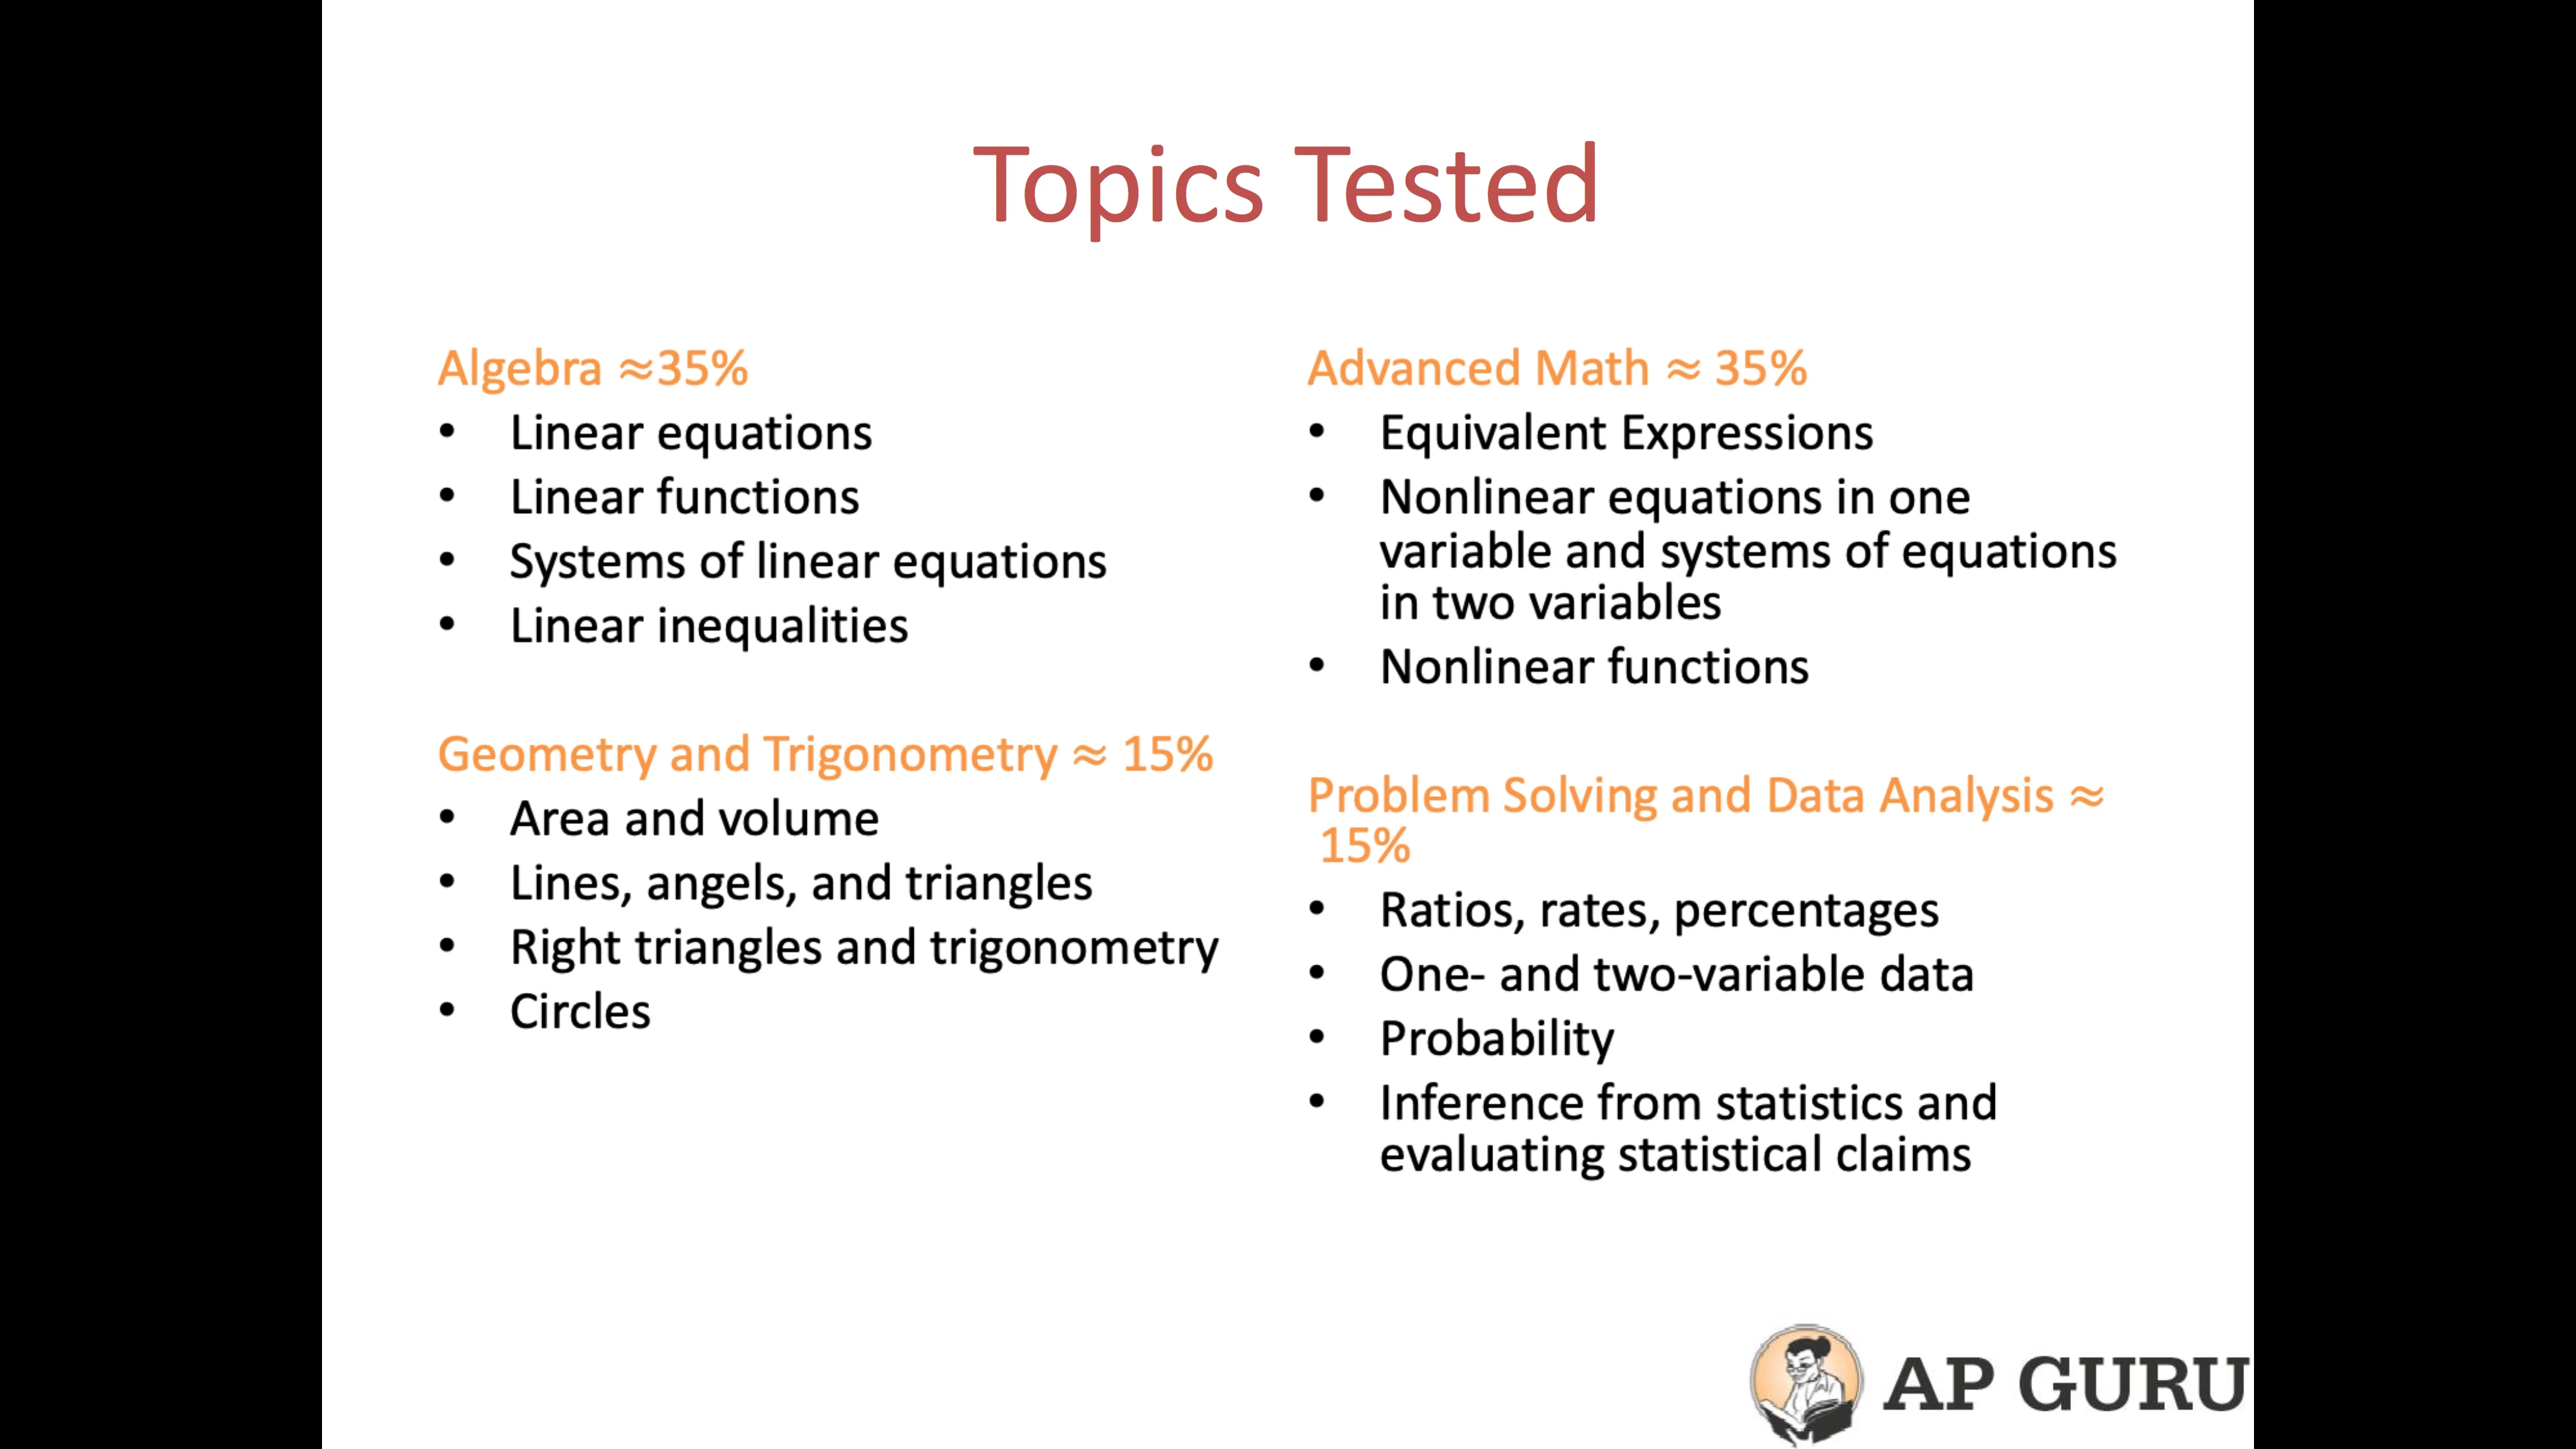 Topics Tested
Algebra ≈35%
• Linear equations
• Linear functions
• Systems of linear equations
• Linear inequalities
Geometry and Trigonometry ≈ 15%
• Area and volume
• Lines, angels, and triangles
• Right triangles and trigonometry
• Circles
Advanced Math ≈ 35%
• Equivalent Expressions
• Nonlinear equations in one
variable and systems of equations
in two variables
• Nonlinear functions
Problem Solving and Data Analysis ≈
15%
• Ratios, rates, percentages
• One- and two-variable data
• Probability
• Inference from statistics and
evaluating statistical claims
AP GURU